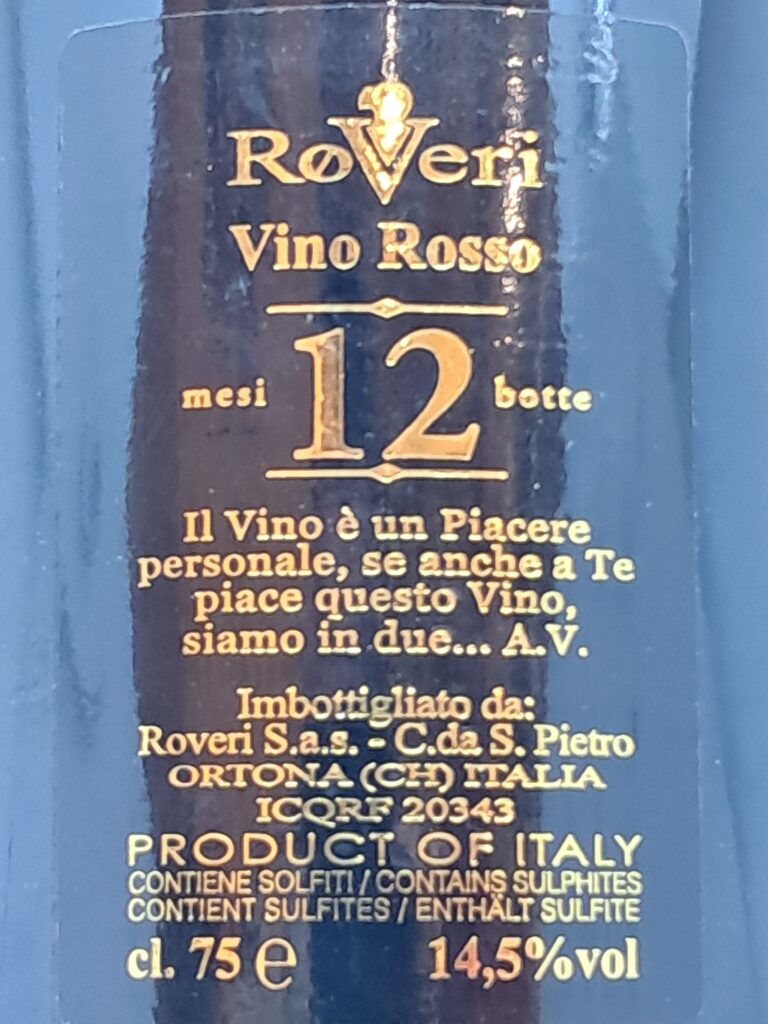 RøVeri
Vino Rosso
mesi 12 botte
Il Vino è un Piacere
personale, se anche a Te
piace questo Vino,
siamo in due... A.V.
Imbottigliato da:
Roveri S.a.s. - C.da S. Pietro
ORTONA (CH) ITALIA
ICQRF 20343
PRODUCT OF ITALY
CONTIENE SOLFITI / CONTAINS SULPHITES
CONTIENT SULFITES / ENTHÄLT SULFITE
cl. 75 e 14,5%vol